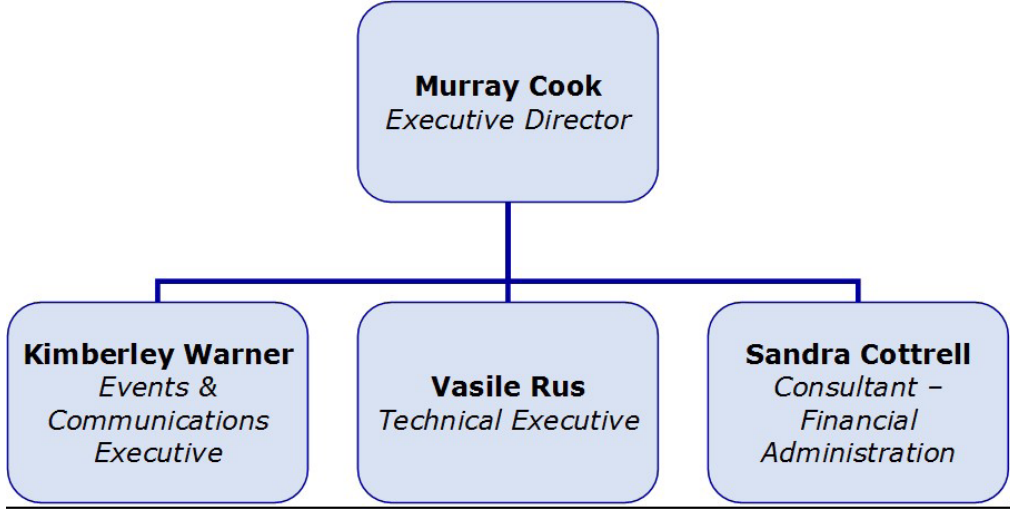 Murray Cook
Executive Director
Kimberley Warner
Events &
Communications
Executive
Vasile Rus
Technical Executive
Sandra Cottrell
Consultant –
Financial
Administration